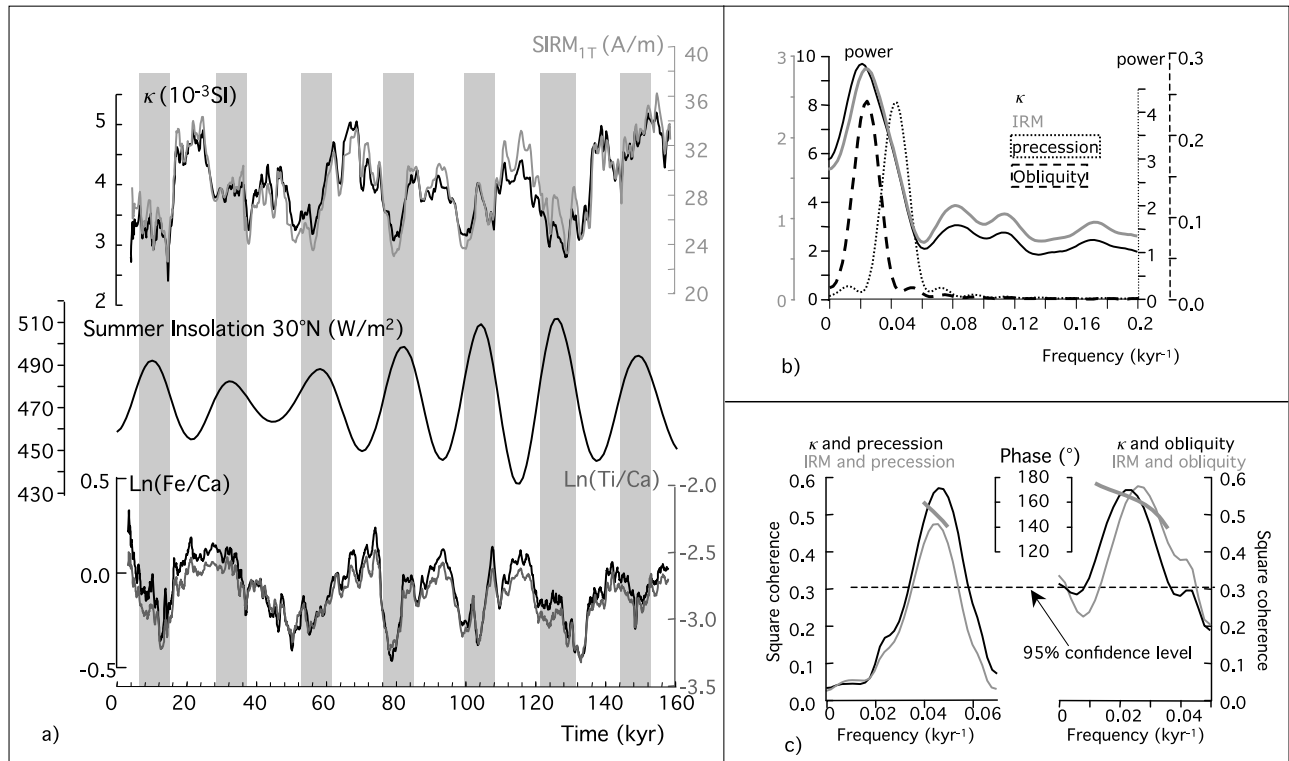 SIRM1T (A/m)
40
36
32
28
24
20
κ (10-3SI)
5
4
3
2
Summer Insolation 30°N (W/m2)
510
490
470
450
430
Ln(Fe/Ca)
0.5
0.0
-0.5
Ln(Ti/Ca)
-2.0
-2.5
-3.0
-3.5
0 20 40 60 80 100 120 140 160
Time (kyr)
a)
power
power
3
2
1
0
10
8
6
4
2
0
4
3
2
1
0
0.3
0.2
0.1
0.0
κ
IRM
precession
Obliquity
0 0.04 0.08 0.12 0.16 0.2
Frequency (kyr-1)
b)
κ and precession
IRM and precession
Phase (°)
180
160
140
120
κ and obliquity
IRM and obliquity
Square coherence
0.6
0.5
0.4
0.3
0.2
0.1
0.0
95% confidence level
0.6
0.5
0.4
0.3
0.2
0.1
0.0
Square coherence
0 0.02 0.04 0.06
Frequency (kyr-1)
0 0.02 0.04
Frequency (kyr-1)
c)